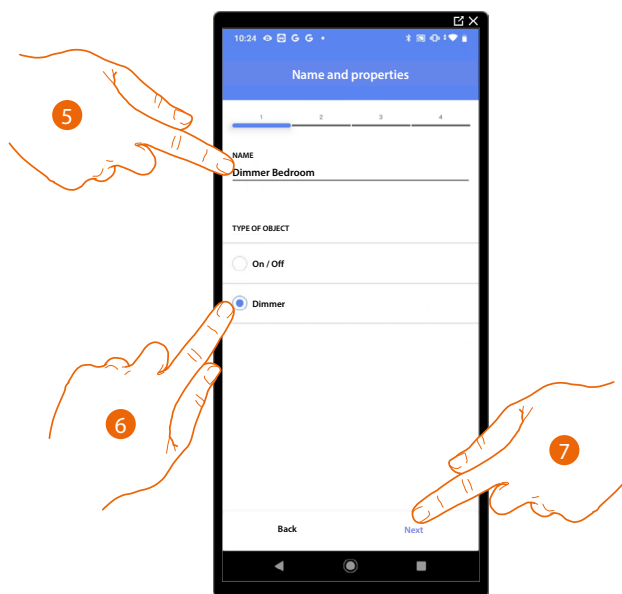 10:24 G G
Name and properties
1 2 3 4
NAME
Dimmer Bedroom
TYPE OF OBJECT
On / Off
Dimmer
Back Next
5
6
7